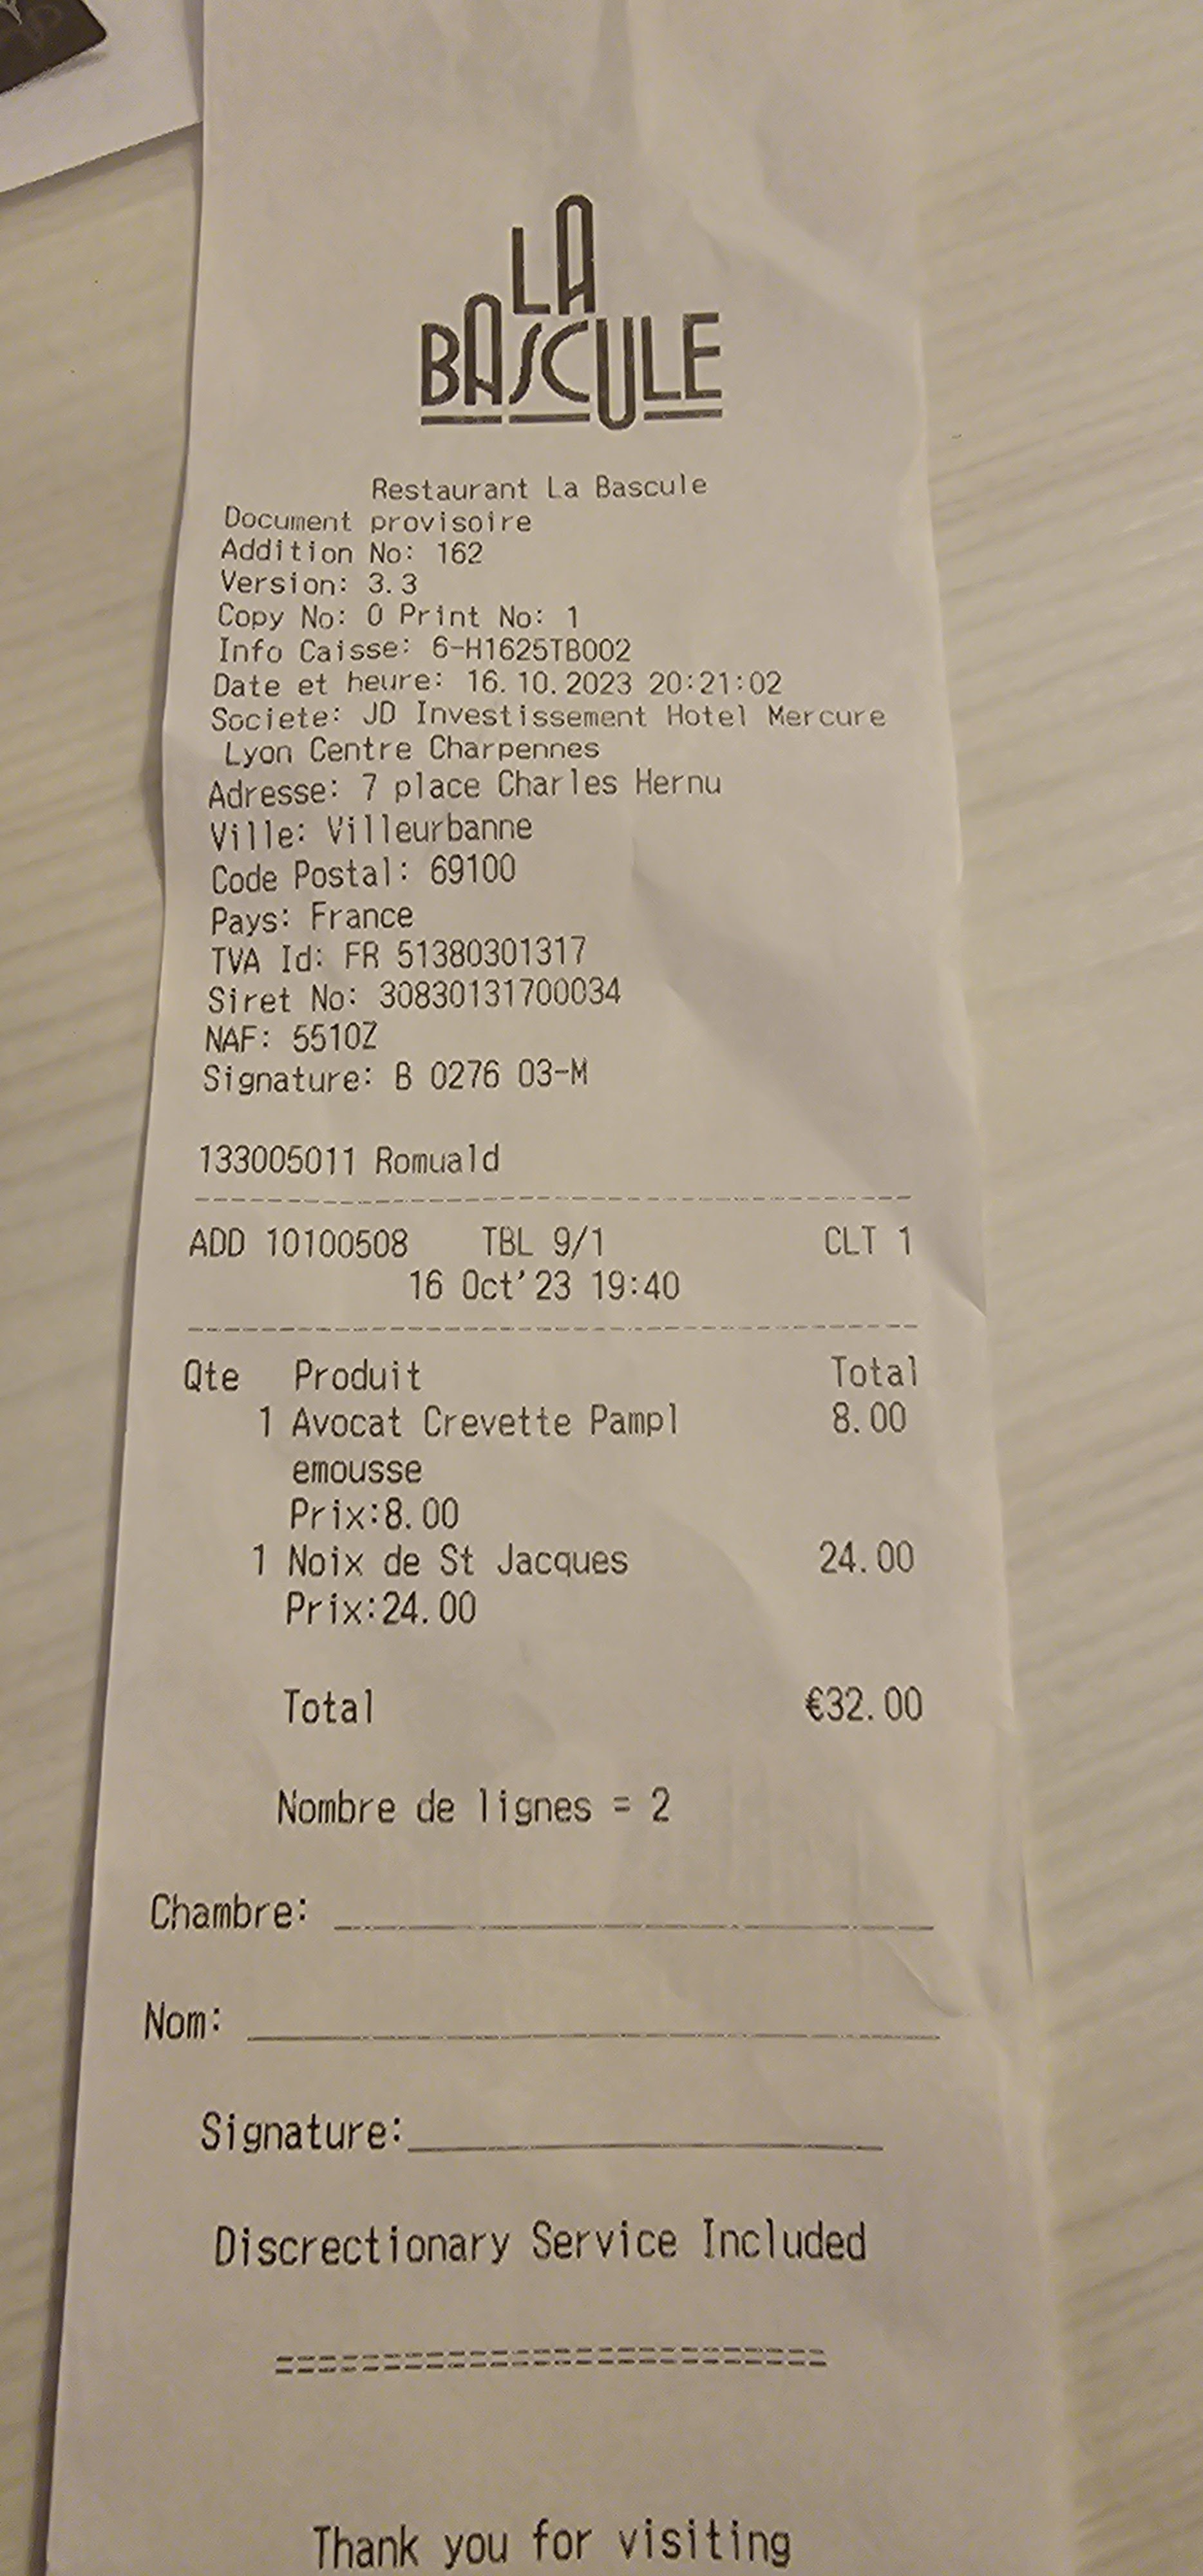 LA
BASCULE
Restaurant La Bascule
Document provisoire
Addition No: 162
Version: 3.3
Copy No: 0 Print No: 1
Info Caisse: 6-H1625TB002
Date et heure: 16.10.2023 20:21:02
Societe: JD Investissement Hotel Mercure
Lyon Centre Charpennes
Adresse: 7 place Charles Hernu
Ville: Villeurbanne
Code Postal: 69100
Pays: France
TVA Id: FR 51380301317
Siret No: 30830131700034
NAF: 5510Z
Signature: B 0276 03-M
133005011 Romuald
ADD 10100508 TBL 9/1 CLT 1
16 Oct'23 19:40
Qte Produit Total
1 Avocat Crevette Pampl 8.00
emousse
Prix:8.00
1 Noix de St Jacques 24.00
Prix:24.00
Total €32.00
Nombre de lignes = 2
Chambre:
Nom:
Signature:
Discrectionary Service Included
Thank you for visiting